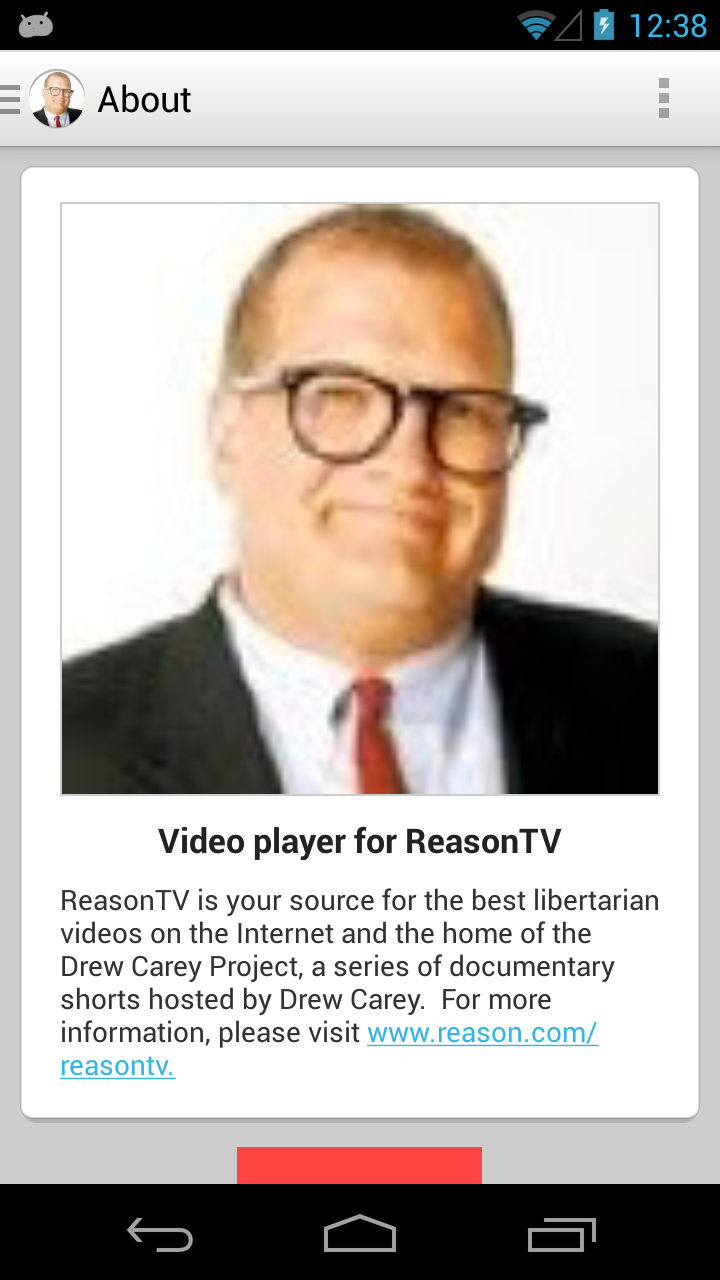 12:38
About
Video player for ReasonTV
ReasonTV is your source for the best libertarian
videos on the Internet and the home of the
Drew Carey Project, a series of documentary
shorts hosted by Drew Carey.  For more
information, please visit www.reason.com/
reasontv.